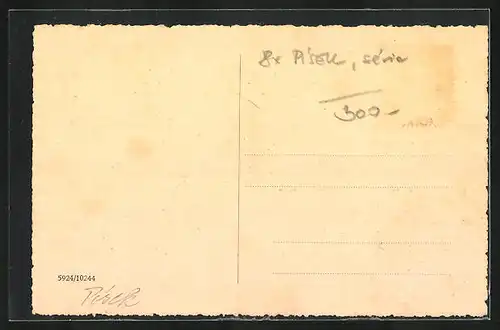 8x Písek, série
300-
5924/10244
Písek